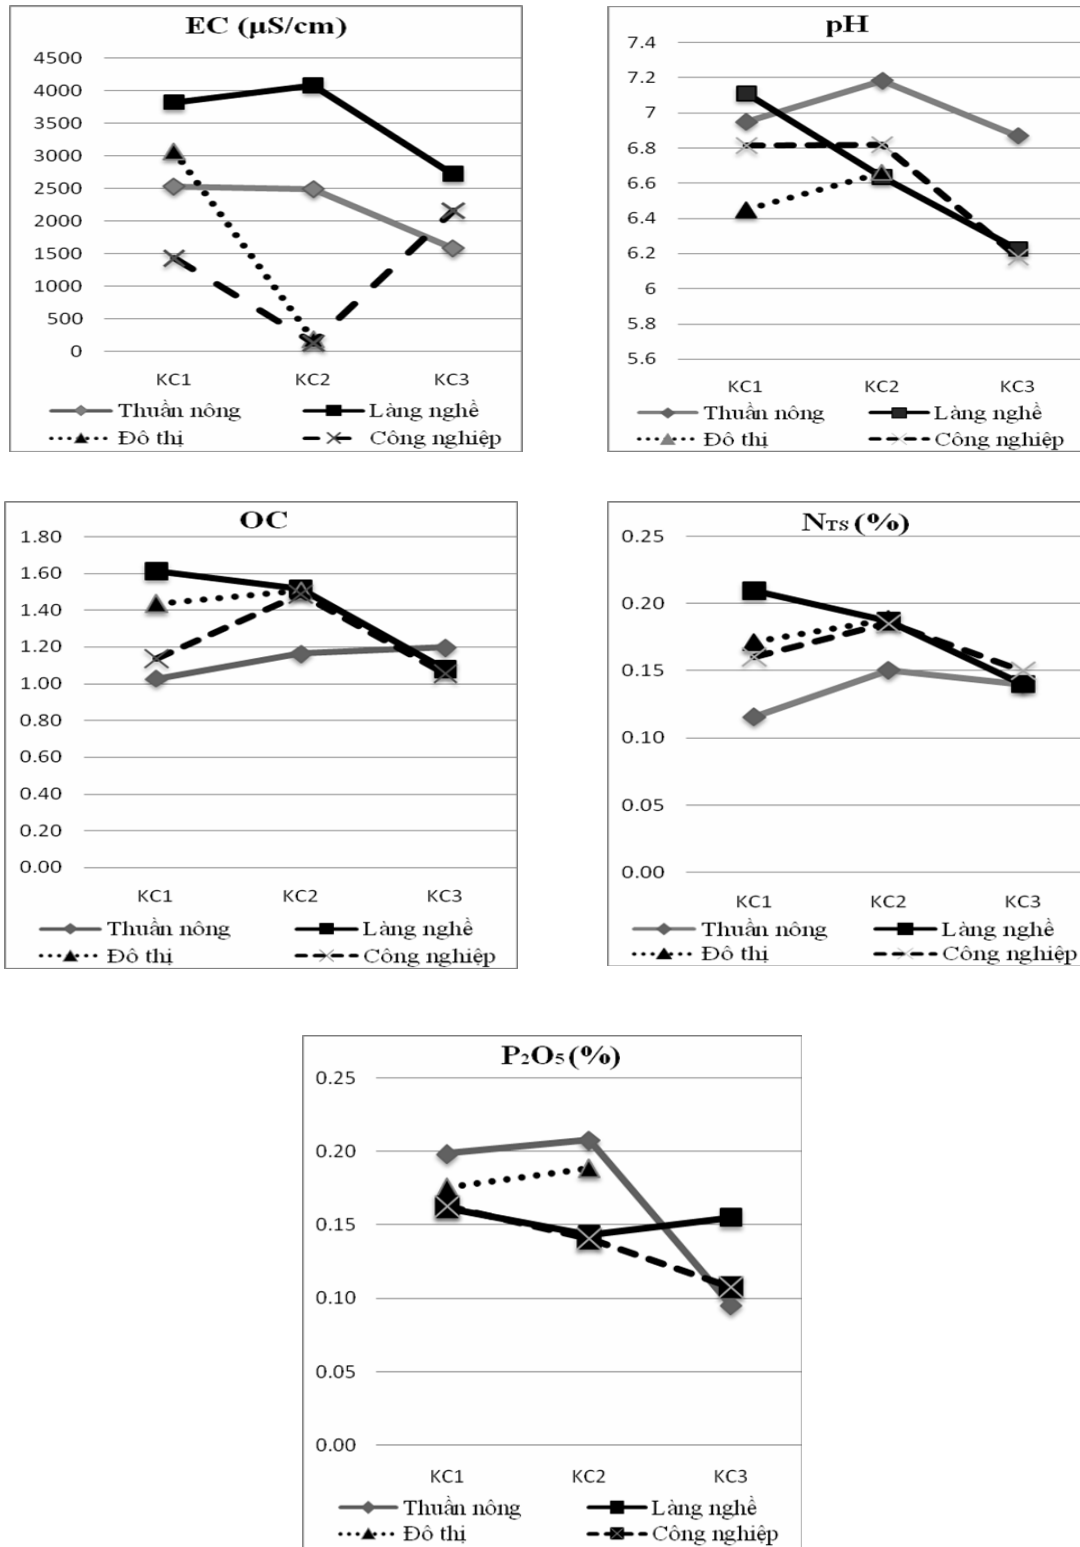 EC (µS/cm)
4500
4000
3500
3000
2500
2000
1500
1000
500
0
KC1 KC2 KC3
Thuần nông Làng nghề
Đô thị Công nghiệp
pH
7.4
7.2
7
6.8
6.6
6.4
6.2
6
5.8
5.6
KC1 KC2 KC3
Thuần nông Làng nghề
Đô thị Công nghiệp
OC
1.80
1.60
1.40
1.20
1.00
0.80
0.60
0.40
0.20
0.00
KC1 KC2 KC3
Thuần nông Làng nghề
Đô thị Công nghiệp
NTS (%)
0.25
0.20
0.15
0.10
0.05
0.00
KC1 KC2 KC3
Thuần nông Làng nghề
Đô thị Công nghiệp
P₂O₅ (%)
0.25
0.20
0.15
0.10
0.05
0.00
KC1 KC2 KC3
Thuần nông Làng nghề
Đô thị Công nghiệp